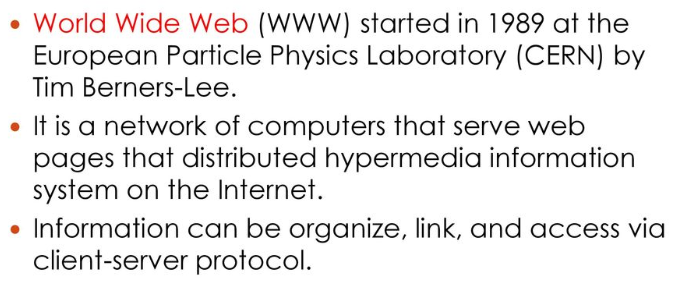 • World Wide Web (WWW) started in 1989 at the
European Particle Physics Laboratory (CERN) by
Tim Berners-Lee.
• It is a network of computers that serve web
pages that distributed hypermedia information
system on the Internet.
• Information can be organize, link, and access via
client-server protocol.